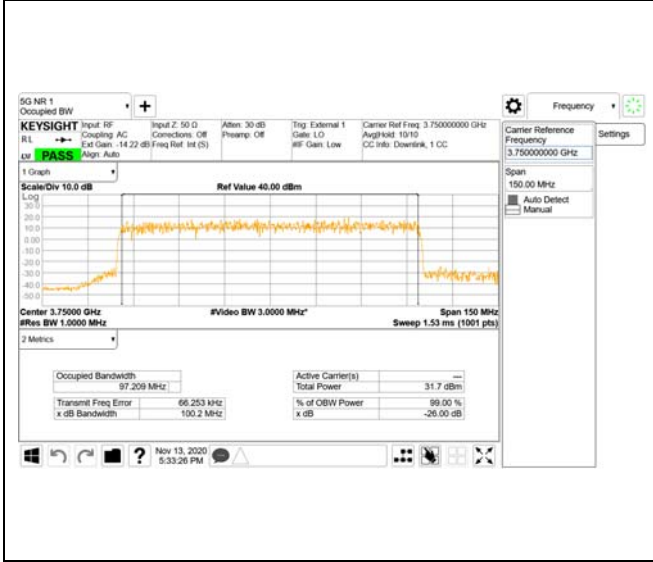 5G NR 1
Occupied BW
Frequency
KEYSIGHT
R L
PASS
Input: RF
Coupling: AC
Ext Gain: -14.22 dB
Align: Auto
Input Z: 50 Ω
Corrections: Off
Freq Ref: Int (S)
Atten: 30 dB
Preamp: Off
Trig: External 1
Gate: LO
#IF Gain: Low
Carrier Ref Freq: 3.750000000 GHz
Avg|Hold: 10/10
CC Info: Downlink, 1 CC
Carrier Reference
Frequency
3.750000000 GHz
Settings
Span
150.00 MHz
Auto Detect
Manual
1 Graph
Scale/Div 10.0 dB
Ref Value 40.00 dBm
Log
30.0
20.0
10.0
0.00
-10.0
-20.0
-30.0
-40.0
-50.0
Center 3.75000 GHz
#Video BW 3.0000 MHz*
Span 150 MHz
#Res BW 1.0000 MHz
Sweep 1.53 ms (1001 pts)
2 Metrics
Occupied Bandwidth
97.209 MHz
Active Carrier(s)
---
Total Power
31.7 dBm
Transmit Freq Error
66.253 kHz
% of OBW Power
99.00 %
x dB Bandwidth
100.2 MHz
x dB
-26.00 dB
?
Nov 13, 2020
5:33:26 PM